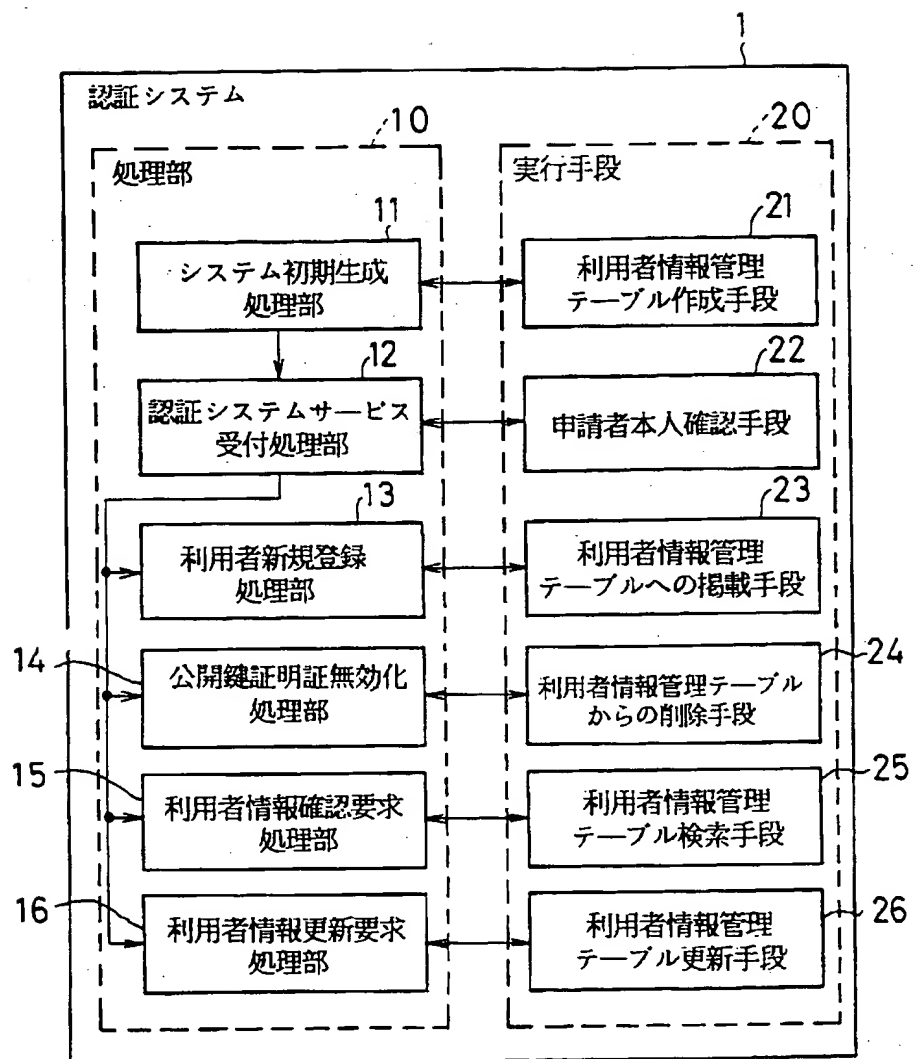 1
認証システム
10
処理部
20
実行手段
11
システム初期生成
処理部
21
利用者情報管理
テーブル作成手段
12
認証システムサービス
受付処理部
22
申請者本人確認手段
13
利用者新規登録
処理部
23
利用者情報管理
テーブルへの掲載手段
14
公開鍵証明証無効化
処理部
24
利用者情報管理テーブル
からの削除手段
15
利用者情報確認要求
処理部
25
利用者情報管理
テーブル検索手段
16
利用者情報更新要求
処理部
26
利用者情報管理
テーブル更新手段